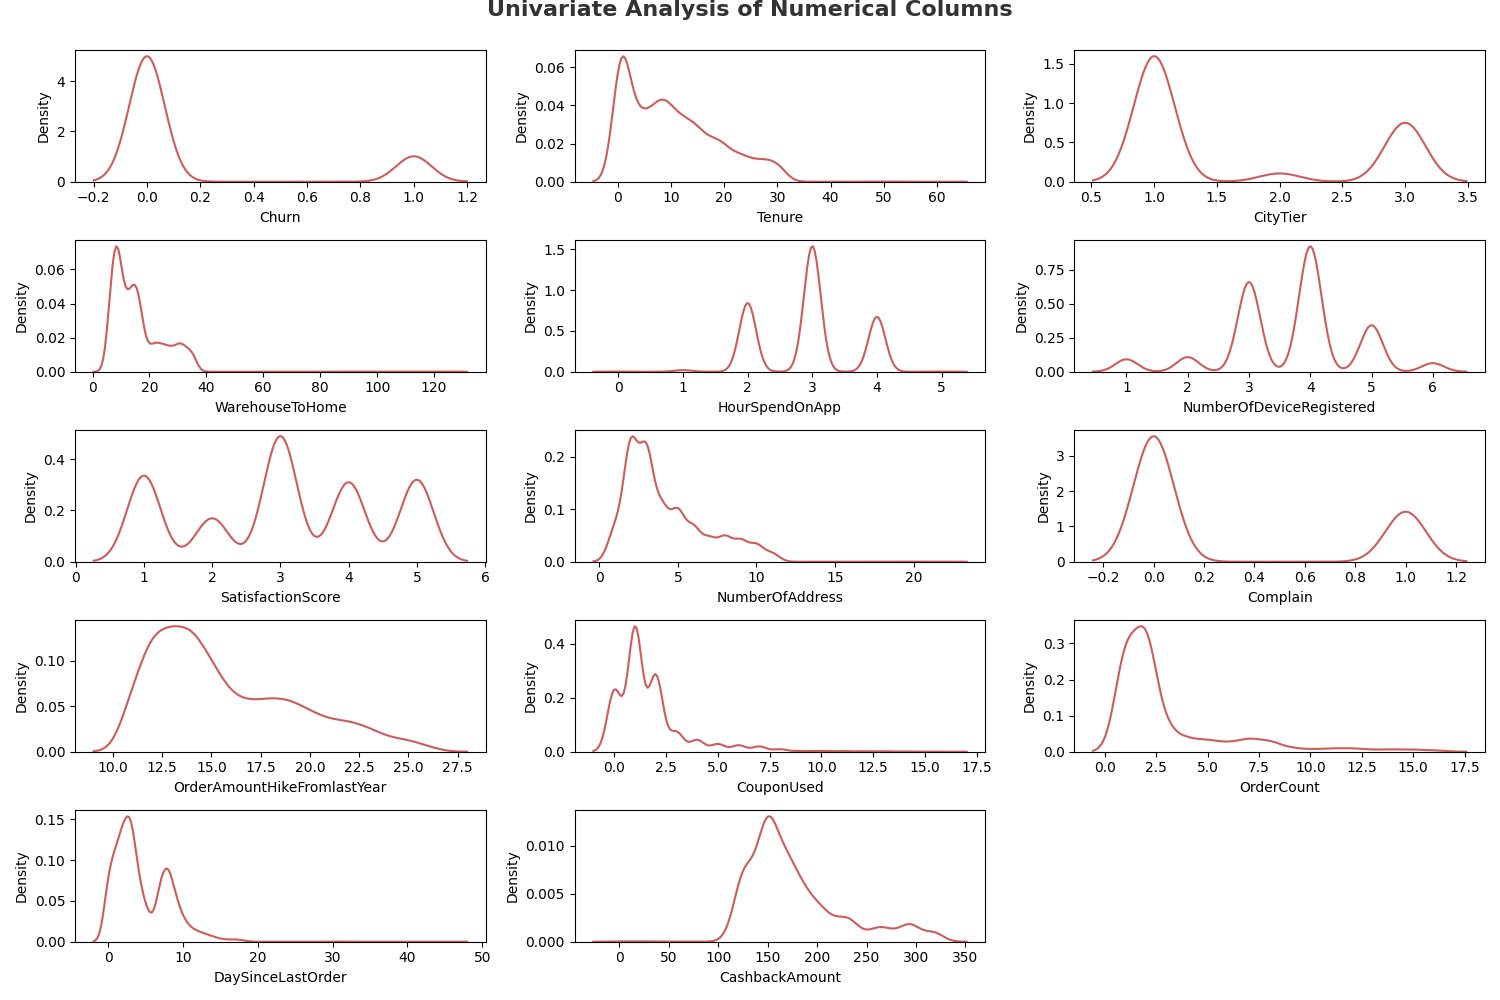 Univariate Analysis of Numerical Columns
Density
4
2
0
−0.2 0.0 0.2 0.4 0.6 0.8 1.0 1.2
Churn
Density
0.06
0.04
0.02
0.00
0 10 20 30 40 50 60
Tenure
Density
1.5
1.0
0.5
0.0
0.5 1.0 1.5 2.0 2.5 3.0 3.5
CityTier
Density
0.06
0.04
0.02
0.00
0 20 40 60 80 100 120
WarehouseToHome
Density
1.5
1.0
0.5
0.0
0 1 2 3 4 5
HourSpendOnApp
Density
0.75
0.50
0.25
0.00
1 2 3 4 5 6
NumberOfDeviceRegistered
Density
0.4
0.2
0.0
0 1 2 3 4 5 6
SatisfactionScore
Density
0.2
0.1
0.0
0 5 10 15 20
NumberOfAddress
Density
3
2
1
0
−0.2 0.0 0.2 0.4 0.6 0.8 1.0 1.2
Complain
Density
0.10
0.05
0.00
10.0 12.5 15.0 17.5 20.0 22.5 25.0 27.5
OrderAmountHikeFromlastYear
Density
0.4
0.2
0.0
0.0 2.5 5.0 7.5 10.0 12.5 15.0 17.5
CouponUsed
Density
0.3
0.2
0.1
0.0
0.0 2.5 5.0 7.5 10.0 12.5 15.0 17.5
OrderCount
Density
0.15
0.10
0.05
0.00
0 10 20 30 40 50
DaySinceLastOrder
Density
0.010
0.005
0.000
0 50 100 150 200 250 300 350
CashbackAmount